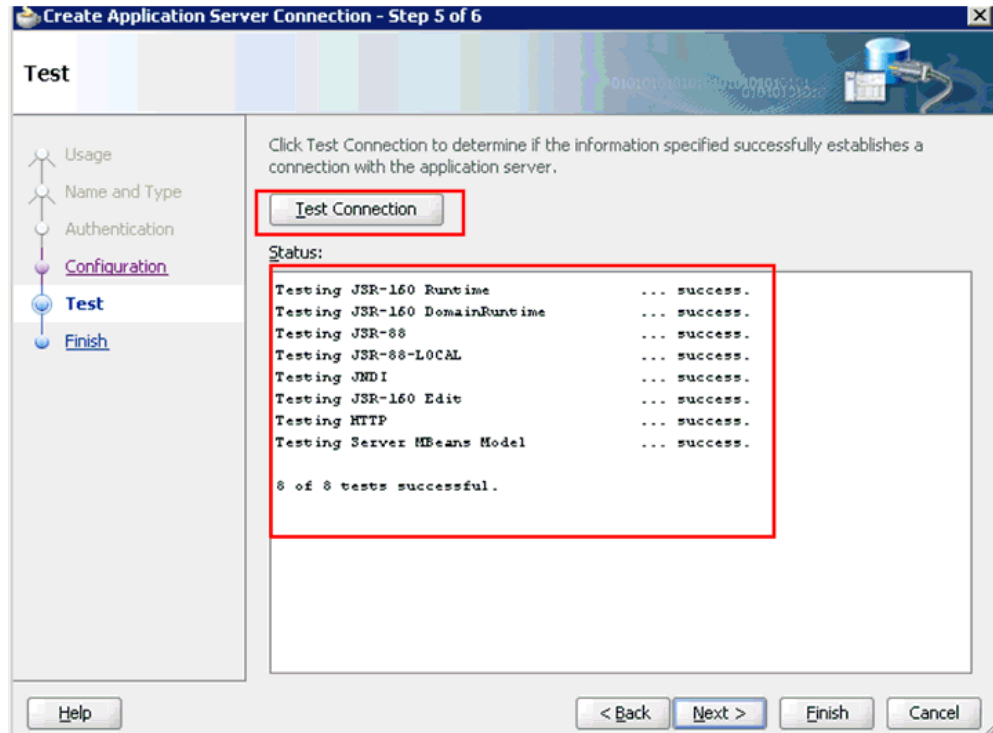 Create Application Server Connection - Step 5 of 6
Test
Usage
Name and Type
Authentication
Configuration
Test
Finish
Click Test Connection to determine if the information specified successfully establishes a
connection with the application server.
Test Connection
Status:
Testing JSR-160 Runtime ... success.
Testing JSR-160 DomainRuntime ... success.
Testing JSR-88 ... success.
Testing JSR-88-LOCAL ... success.
Testing JNDI ... success.
Testing JSR-160 Edit ... success.
Testing HTTP ... success.
Testing Server MBeans Model ... success.
8 of 8 tests successful.
Help
< Back
Next >
Finish
Cancel